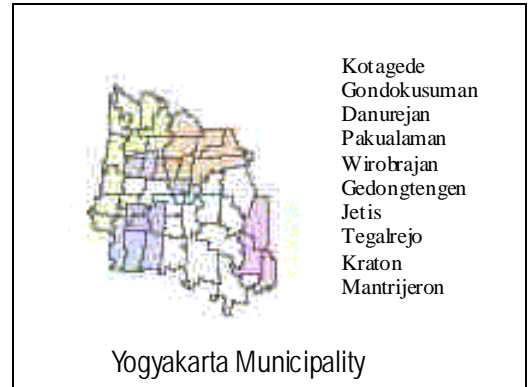 Kotagede
Gondokusuman
Danurejan
Pakualaman
Wirobrajan
Gedongtengen
Jetis
Tegalrejo
Kraton
Mantrijeron
Yogyakarta Municipality